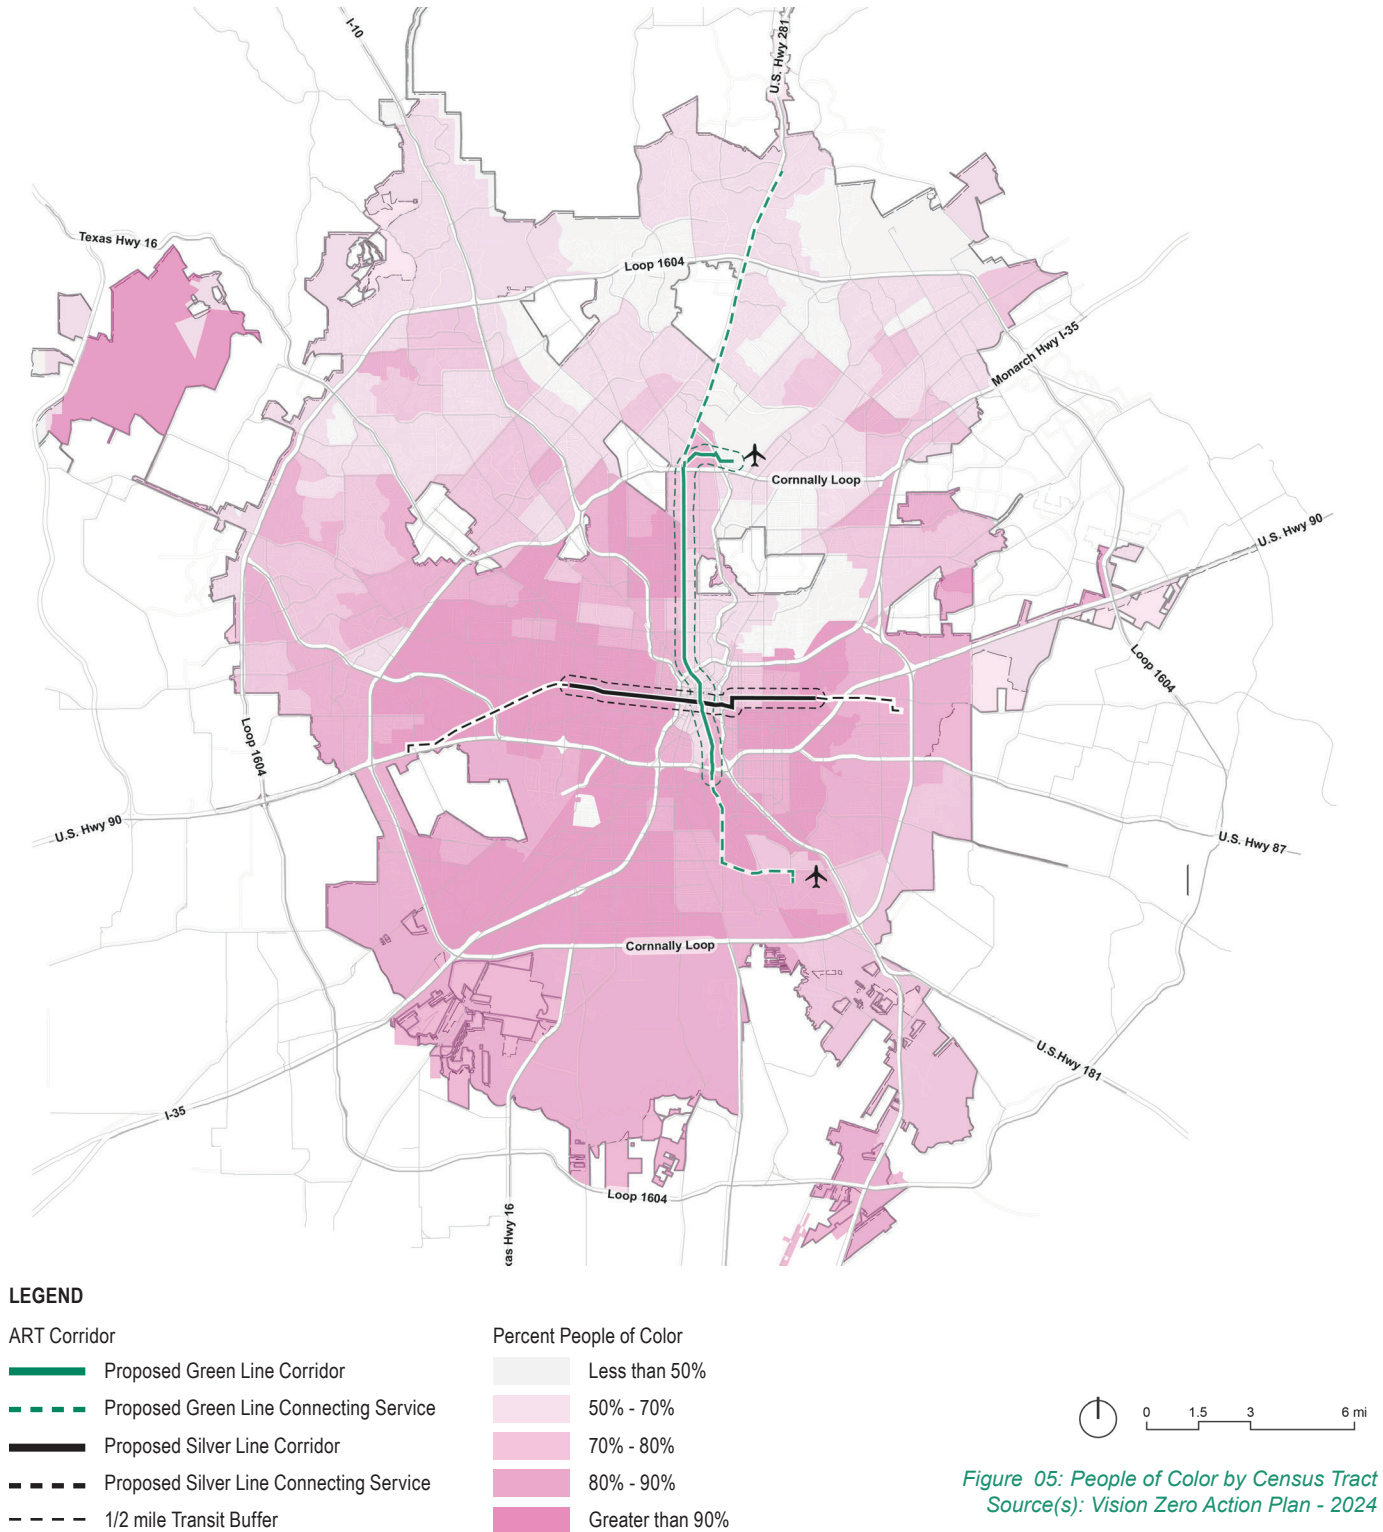 I-10
U.S. Hwy 281
Texas Hwy 16
Loop 1604
Monarch Hwy I-35
Cornnally Loop
U.S. Hwy 90
Loop 1604
Loop 1604
U.S. Hwy 90
U.S. Hwy 87
Cornnally Loop
U.S.Hwy 181
I-35
Loop 1604
xas Hwy 16
LEGEND
ART Corridor
Proposed Green Line Corridor
Proposed Green Line Connecting Service
Proposed Silver Line Corridor
Proposed Silver Line Connecting Service
1/2 mile Transit Buffer
Percent People of Color
Less than 50%
50% - 70%
70% - 80%
80% - 90%
Greater than 90%
0 1.5 3 6 mi
Figure 05: People of Color by Census Tract
Source(s): Vision Zero Action Plan - 2024